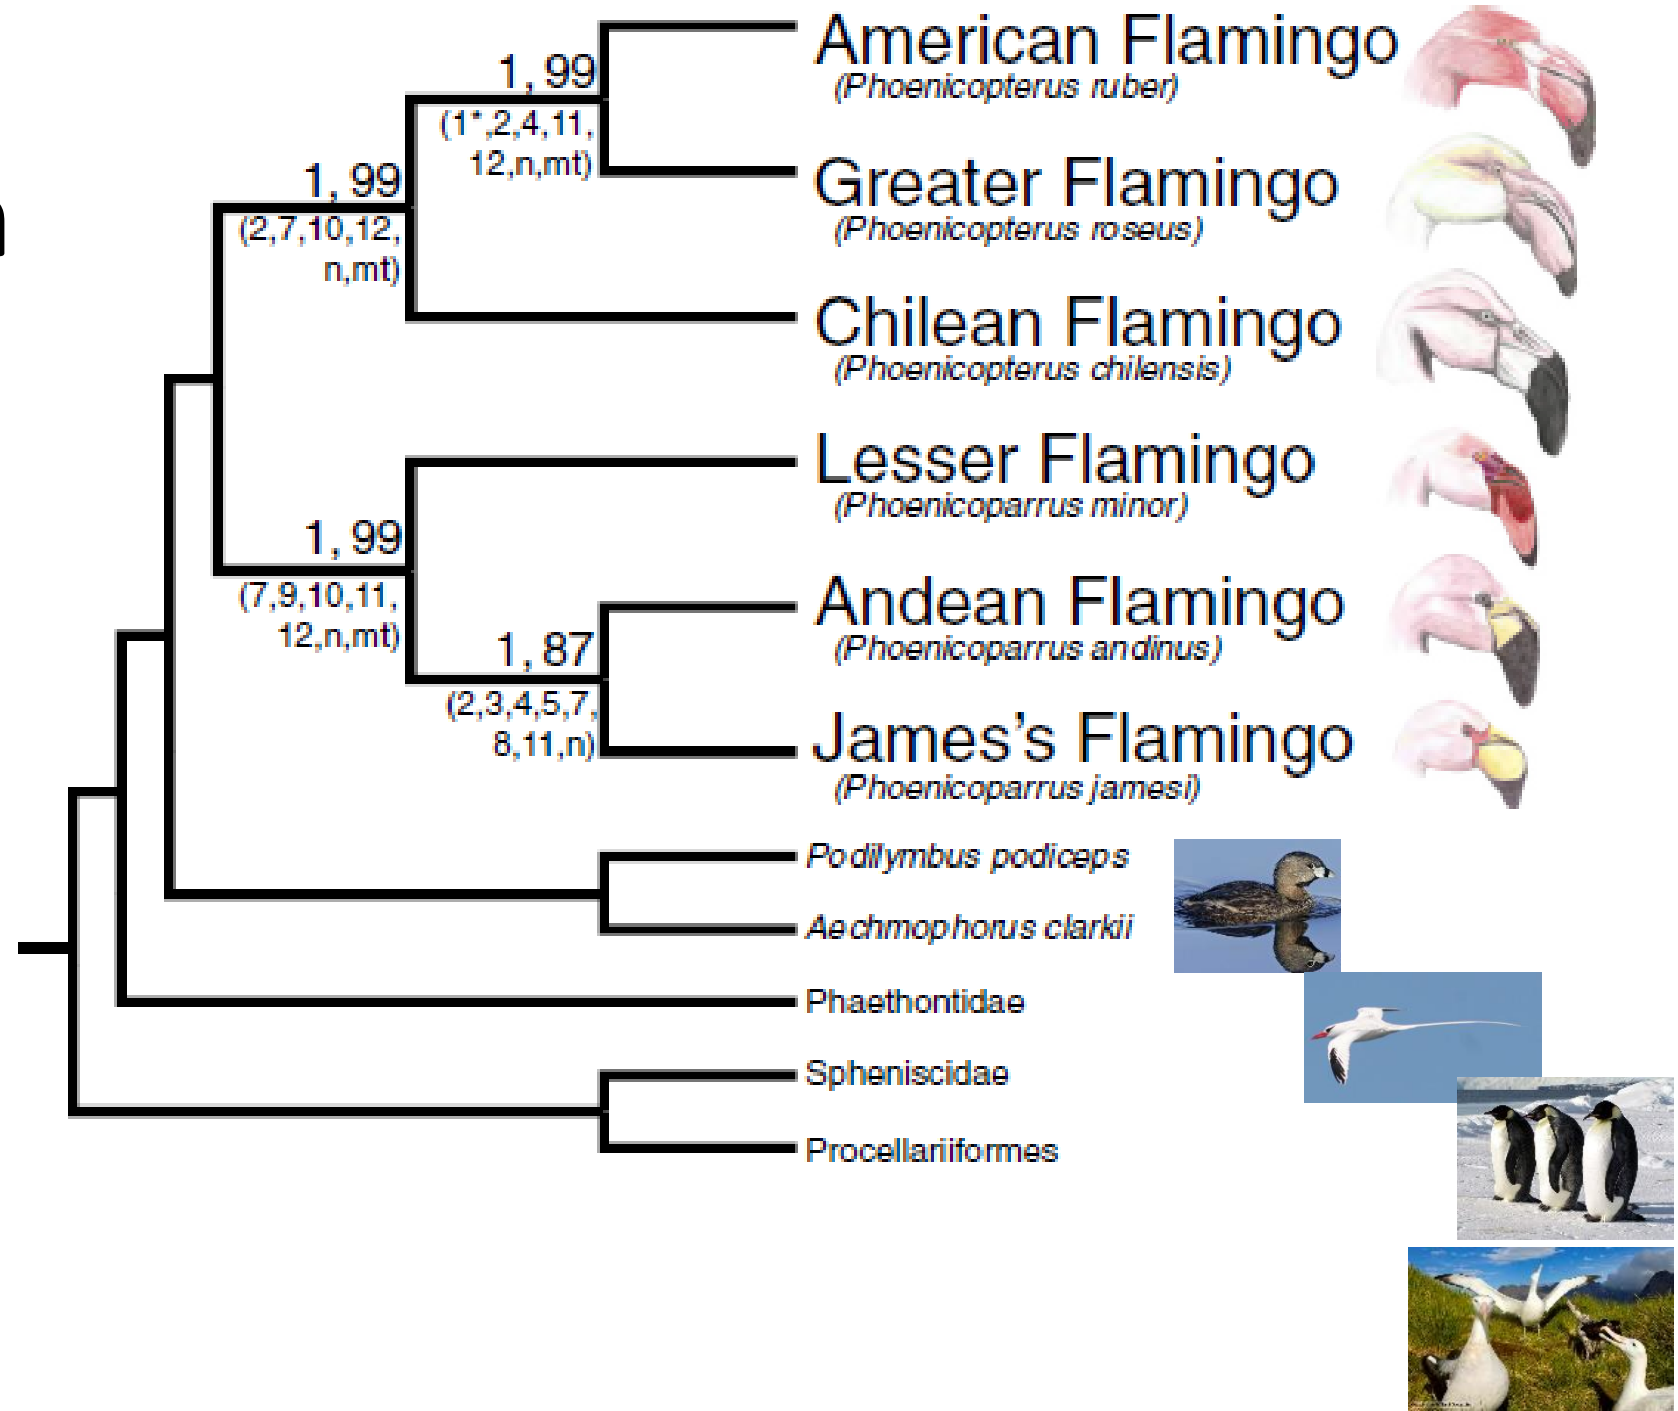 American Flamingo
(Phoenicopterus ruber)
1, 99
(1*,2,4,11,
12,n,mt)
Greater Flamingo
(Phoenicopterus roseus)
1, 99
(2,7,10,12,
n,mt)
Chilean Flamingo
(Phoenicopterus chilensis)
Lesser Flamingo
(Phoenicoparrus minor)
1, 99
(7,9,10,11,
12,n,mt)
Andean Flamingo
(Phoenicoparrus andinus)
1, 87
(2,3,4,5,7,
8,11,n)
James’s Flamingo
(Phoenicoparrus jamesi)
Podilymbus podiceps
Aechmophorus clarkii
Phaethontidae
Spheniscidae
Procellariiformes